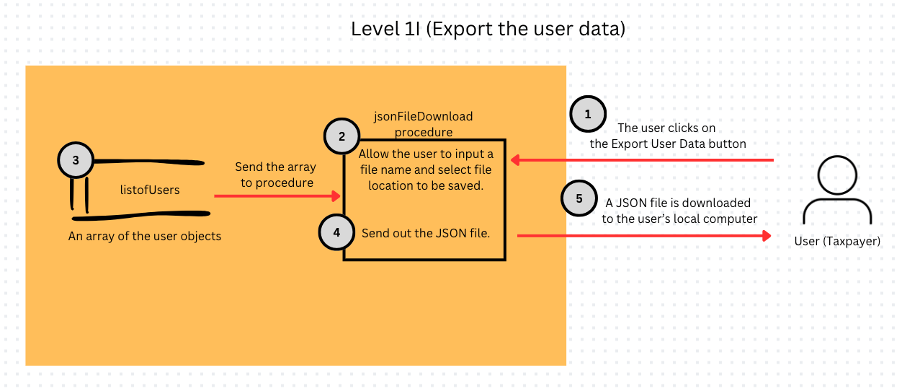 Level 1I (Export the user data)
1
The user clicks on
the Export User Data button
2
jsonFileDownload
procedure
Allow the user to input a
file name and select file
location to be saved.
3
listofUsers
An array of the user objects
Send the array
to procedure
4
Send out the JSON file.
5
A JSON file is downloaded
to the user's local computer
User (Taxpayer)